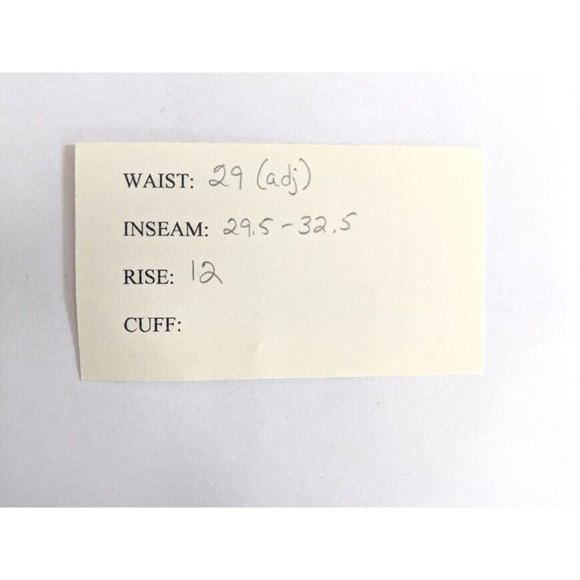 WAIST: 29 (adj)
INSEAM: 29.5-32.5
RISE: 12
CUFF: